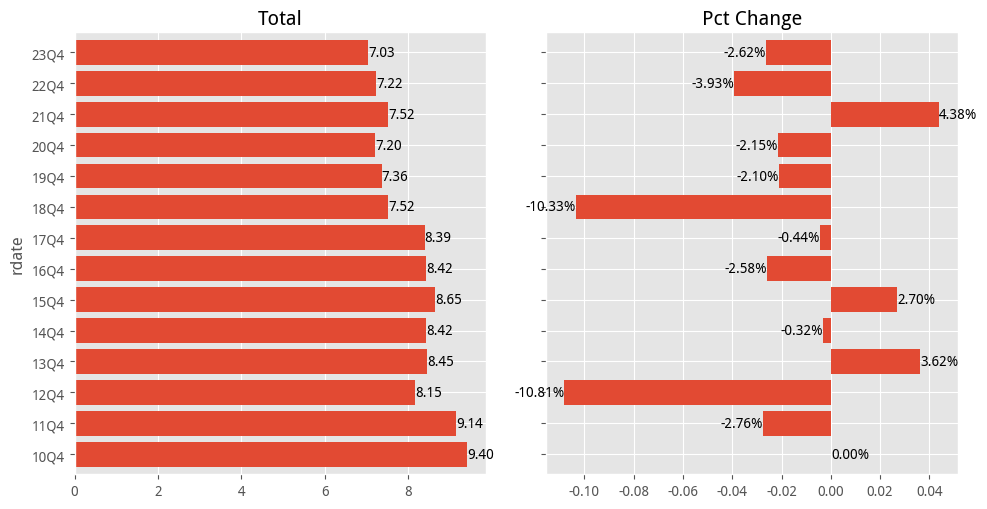 Total
rdate
23Q4
22Q4
21Q4
20Q4
19Q4
18Q4
17Q4
16Q4
15Q4
14Q4
13Q4
12Q4
11Q4
10Q4
7.03
7.22
7.52
7.20
7.36
7.52
8.39
8.42
8.65
8.42
8.45
8.15
9.14
9.40
0
2
4
6
8
Pct Change
-2.62%
-3.93%
4.38%
-2.15%
-2.10%
-10.33%
-0.44%
-2.58%
2.70%
-0.32%
3.62%
-10.81%
-2.76%
0.00%
-0.10
-0.08
-0.06
-0.04
-0.02
0.00
0.02
0.04